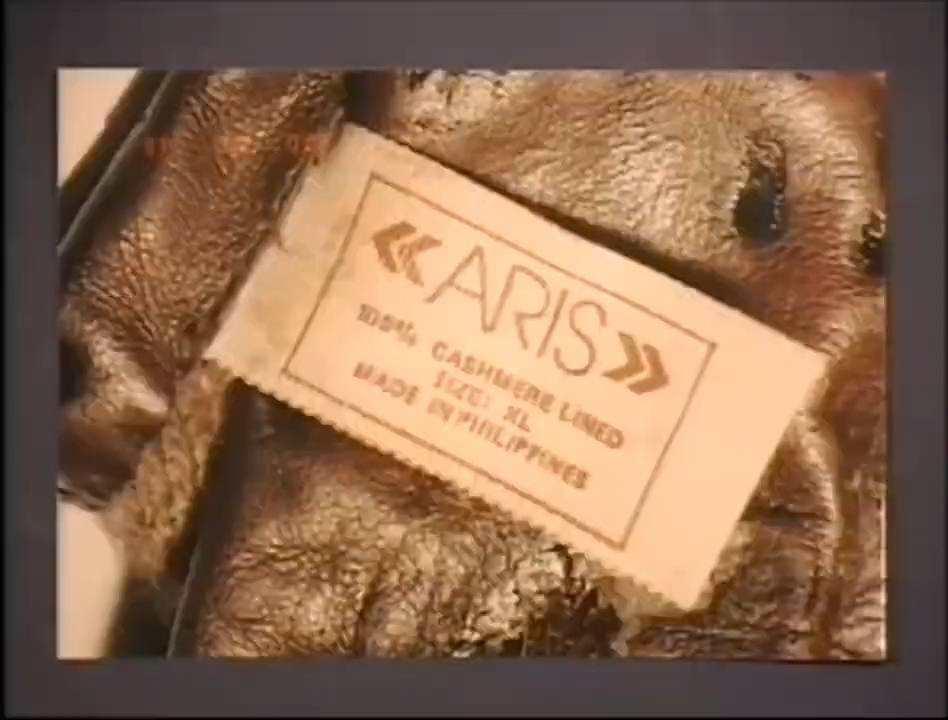 « ARIS »
100% CASHMERE LINED
SIZE: XL
MADE IN PHILIPPINES